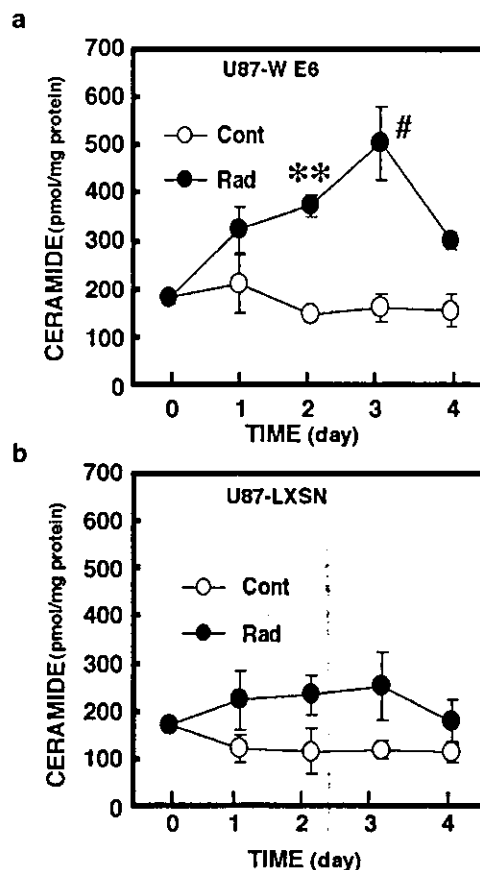 a
U87-W E6
700
600
500
400
300
200
100
0
CERAMIDE (pmol/mg protein)
Cont
Rad
**
#
0 1 2 3 4
TIME (day)
b
U87-LXSN
700
600
500
400
300
200
100
0
CERAMIDE (pmol/mg protein)
Cont
Rad
0 1 2 3 4
TIME (day)